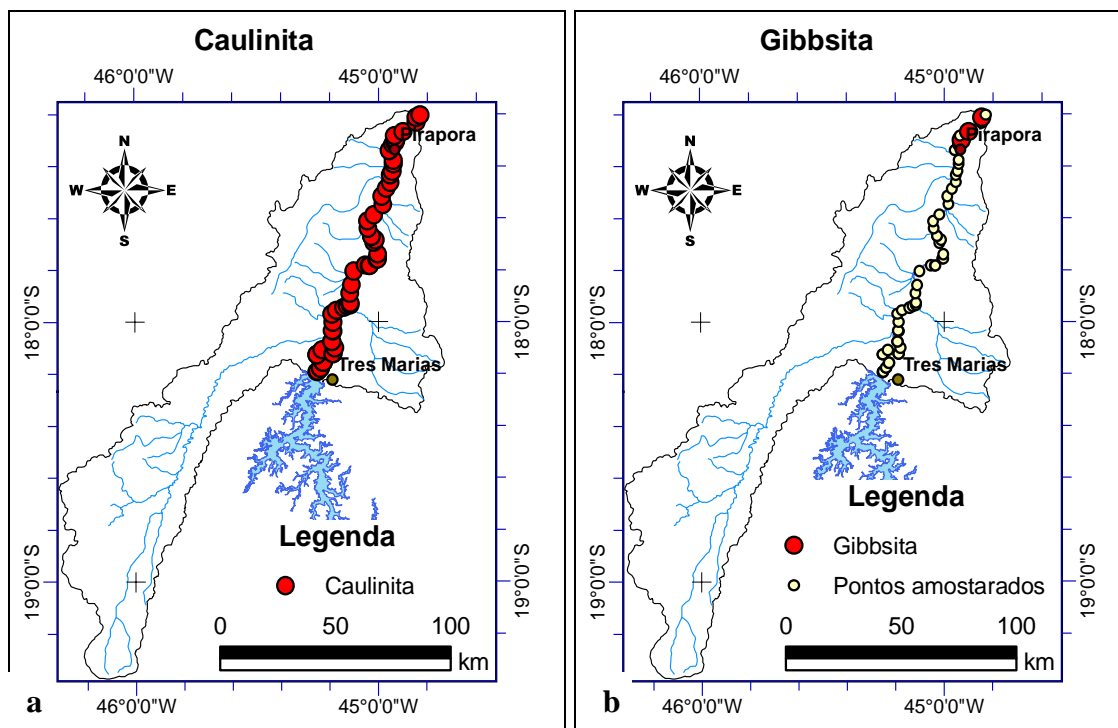 Caulinita
46°0'0"W 45°0'0"W
N
W E
S
Pirapora
18°0'0"S 18°0'0"S
Tres Marias
Legenda
Caulinita
19°0'0"S 19°0'0"S
0 50 100
km
46°0'0"W 45°0'0"W
a
Gibbsita
46°0'0"W 45°0'0"W
N
W E
S
Pirapora
18°0'0"S 18°0'0"S
Tres Marias
Legenda
Gibbsita
Pontos amostarados
19°0'0"S 19°0'0"S
0 50 100
km
46°0'0"W 45°0'0"W
b